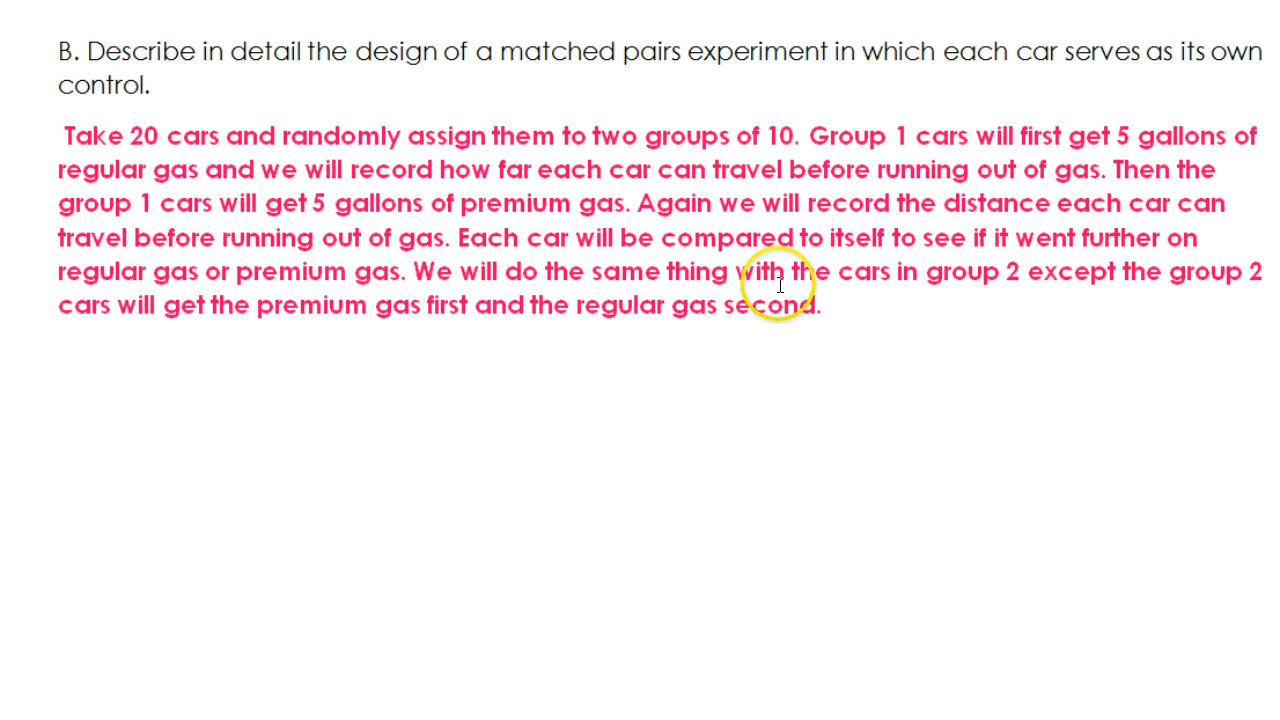 B. Describe in detail the design of a matched pairs experiment in which each car serves as its own
control.
Take 20 cars and randomly assign them to two groups of 10. Group 1 cars will first get 5 gallons of
regular gas and we will record how far each car can travel before running out of gas. Then the
group 1 cars will get 5 gallons of premium gas. Again we will record the distance each car can
travel before running out of gas. Each car will be compared to itself to see if it went further on
regular gas or premium gas. We will do the same thing with the cars in group 2 except the group 2
cars will get the premium gas first and the regular gas second.